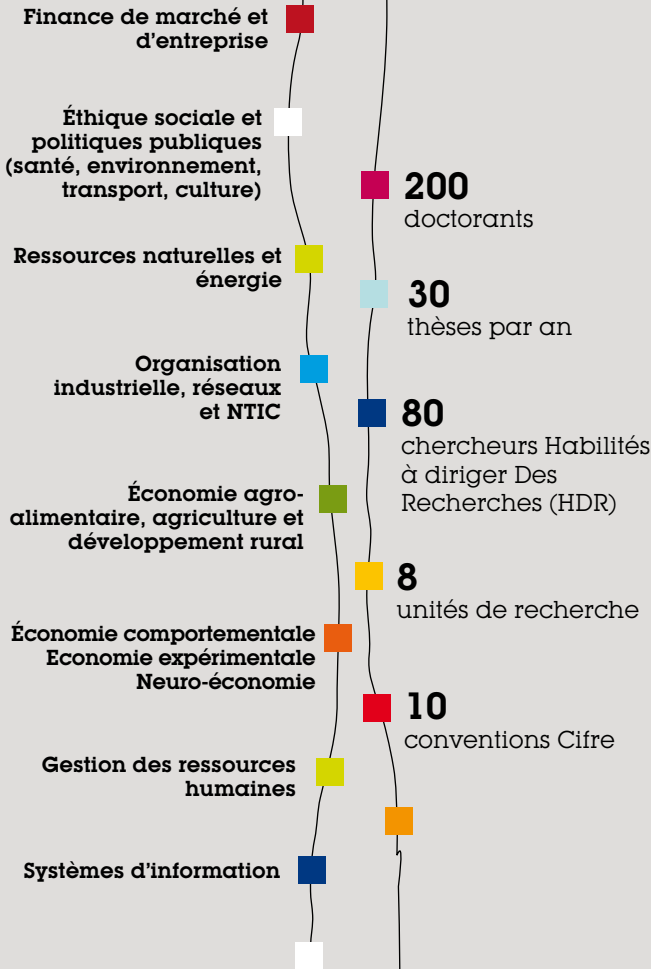 Finance de marché et
d'entreprise
Éthique sociale et
politiques publiques
(santé, environnement,
transport, culture)
Ressources naturelles et
énergie
Organisation
industrielle, réseaux
et NTIC
Économie agro-
alimentaire, agriculture et
développement rural
Économie comportementale
Economie expérimentale
Neuro-économie
Gestion des ressources
humaines
Systèmes d'information
200
doctorants
30
thèses par an
80
chercheurs Habilités
à diriger Des
Recherches (HDR)
8
unités de recherche
10
conventions Cifre